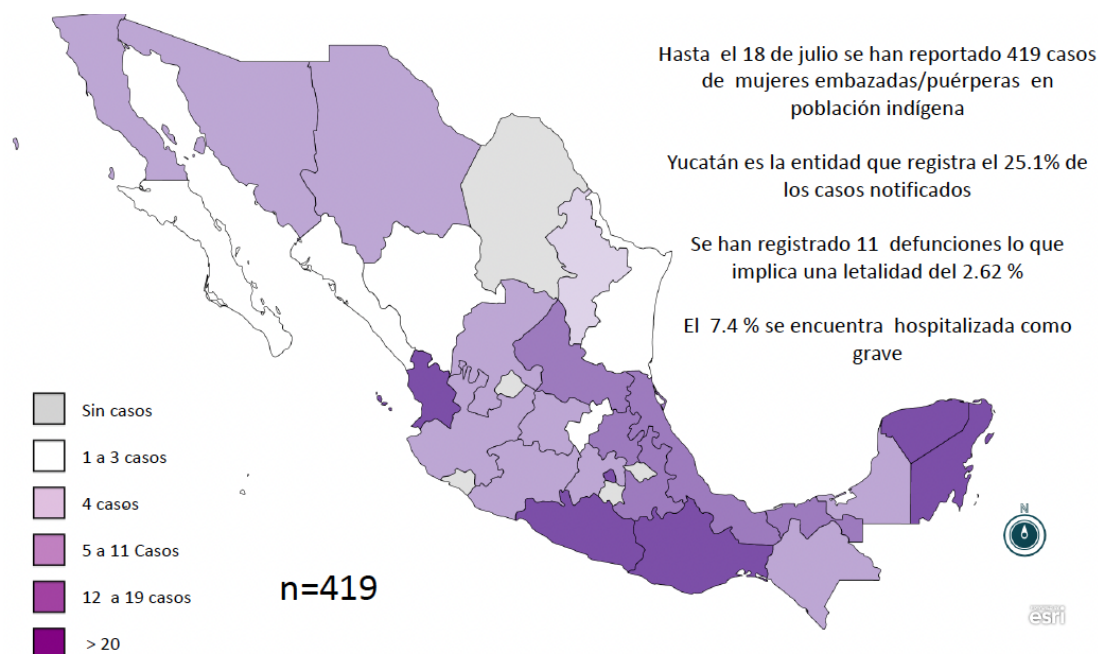 Hasta el 18 de julio se han reportado 419 casos
de mujeres embazadas/puérperas en
población indígena
Yucatán es la entidad que registra el 25.1% de
los casos notificados
Se han registrado 11 defunciones lo que
implica una letalidad del 2.62 %
El 7.4 % se encuentra hospitalizada como
grave
Sin casos
1 a 3 casos
4 casos
5 a 11 Casos
12 a 19 casos
> 20
n=419
N
esri